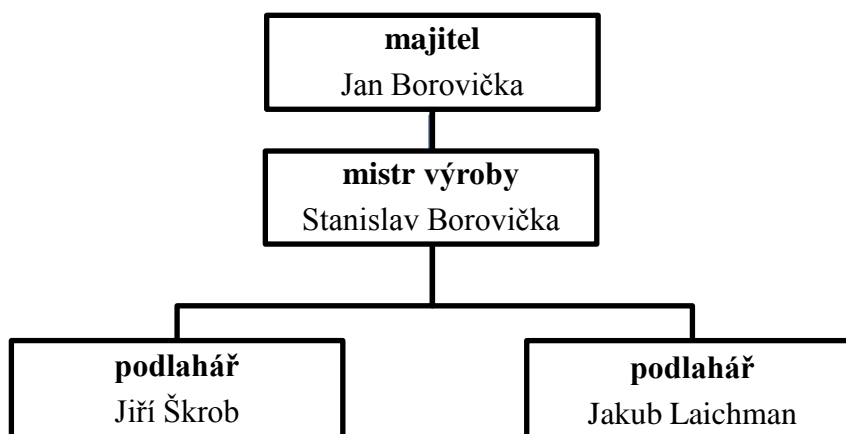 majitel
Jan Borovička
mistr výroby
Stanislav Borovička
podlahář
Jiří Škrob
podlahář
Jakub Laichman